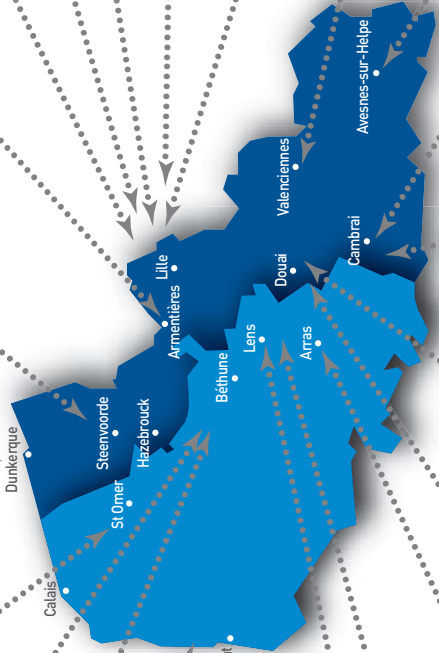 Dunkerque
Calais
Steenvoorde
Hazebrouck
St Omer
Armentières
Lille
Béthune
Lens
Arras
Douai
Valenciennes
Cambrai
Avesnes-sur-Helpe